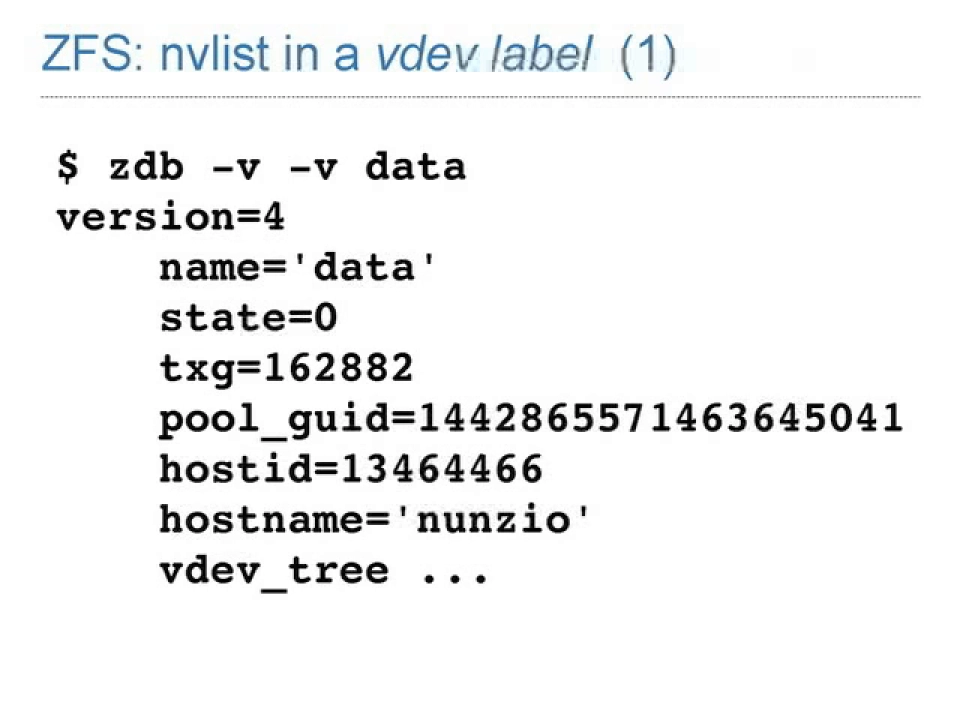 ZFS: nvlist in a vdev label (1)
$ zdb -v -v data
version=4
name='data'
state=0
txg=162882
pool_guid=1442865571463645041
hostid=13464466
hostname='nunzio'
vdev_tree ...